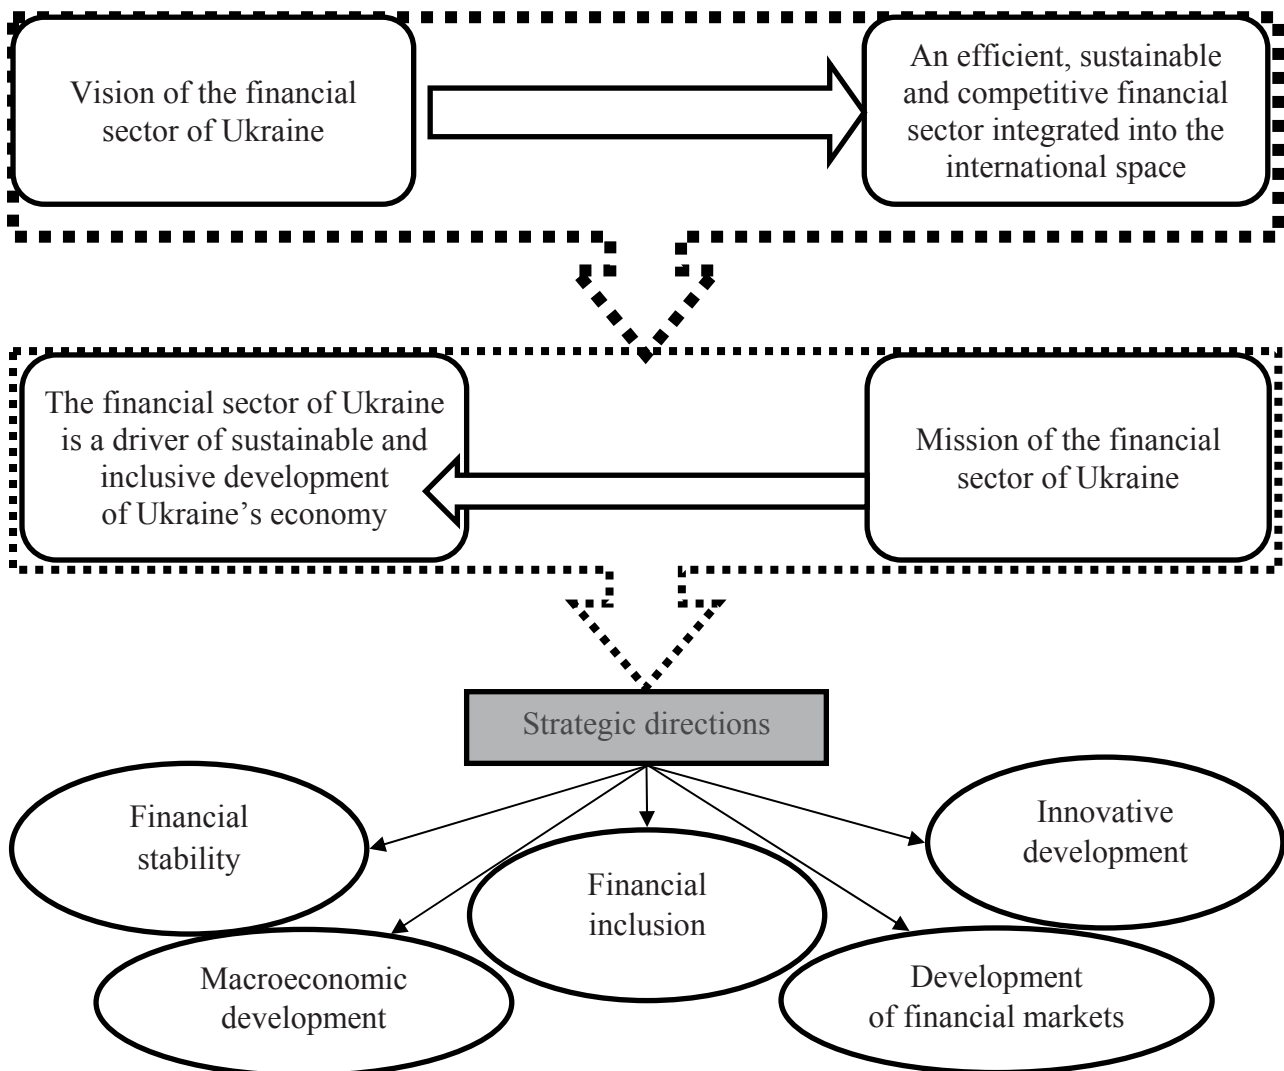 Vision of the financial
sector of Ukraine
An efficient, sustainable
and competitive financial
sector integrated into the
international space
The financial sector of Ukraine
is a driver of sustainable and
inclusive development
of Ukraine’s economy
Mission of the financial
sector of Ukraine
Strategic directions
Financial
stability
Macroeconomic
development
Financial
inclusion
Development
of financial markets
Innovative
development